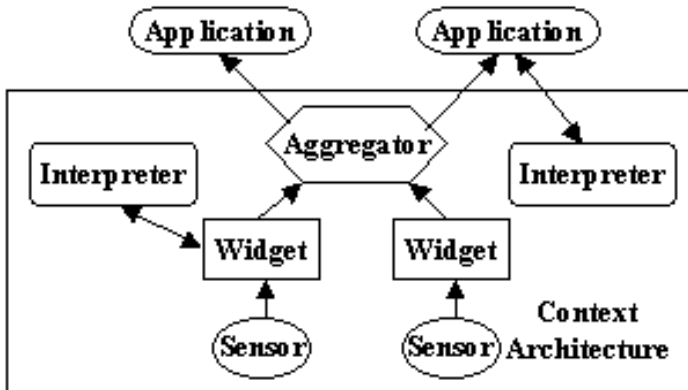 Application
Application
Aggregator
Interpreter
Interpreter
Widget
Widget
Context
Architecture
Sensor
Sensor